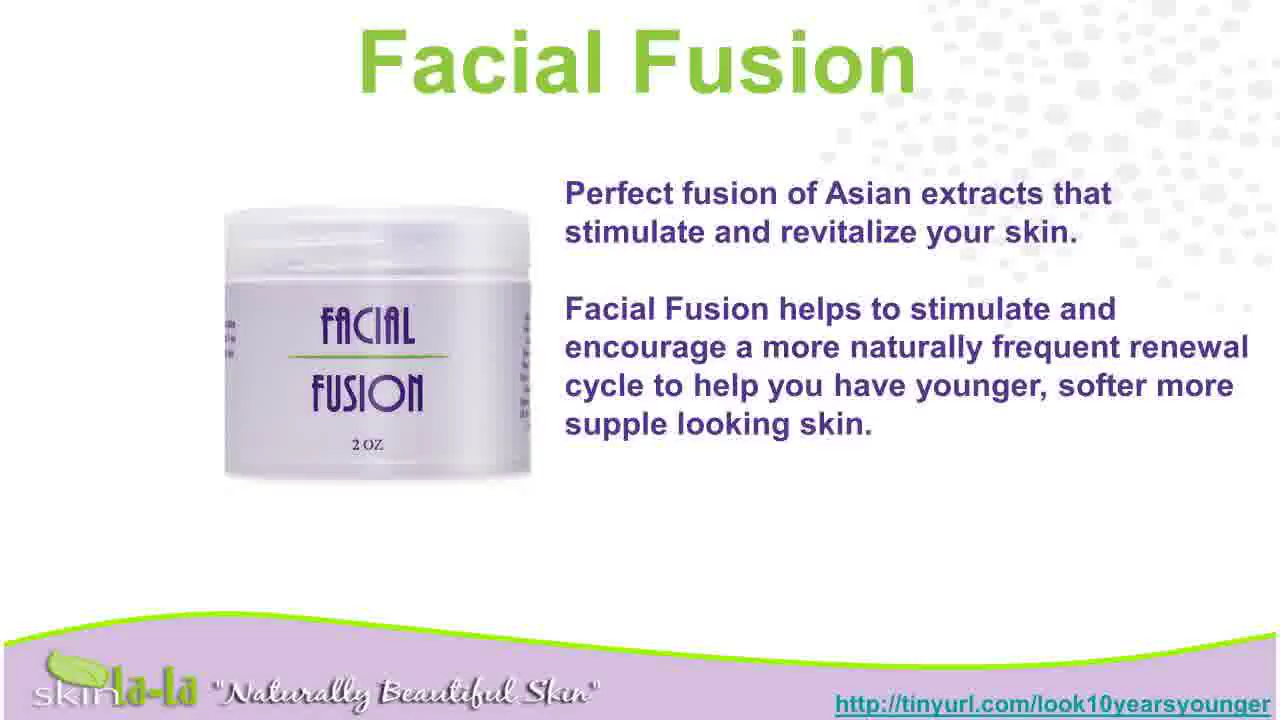 Facial Fusion
Perfect fusion of Asian extracts that
stimulate and revitalize your skin.
Facial Fusion helps to stimulate and
encourage a more naturally frequent renewal
cycle to help you have younger, softer more
supple looking skin.
FACIAL
FUSION
2 OZ
skin la-la "Naturally Beautiful Skin"
http://tinyurl.com/look10yearsyounger